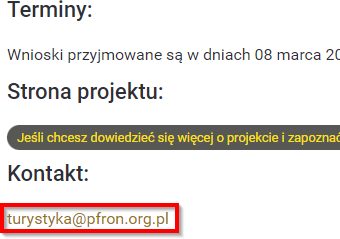 Terminy:
Wnioski przyjmowane są w dniach 08 marca
Strona projektu:
Jeśli chcesz dowiedzieć się więcej o projekcie i zapoznać
Kontakt:
turystyka@pfron.org.pl